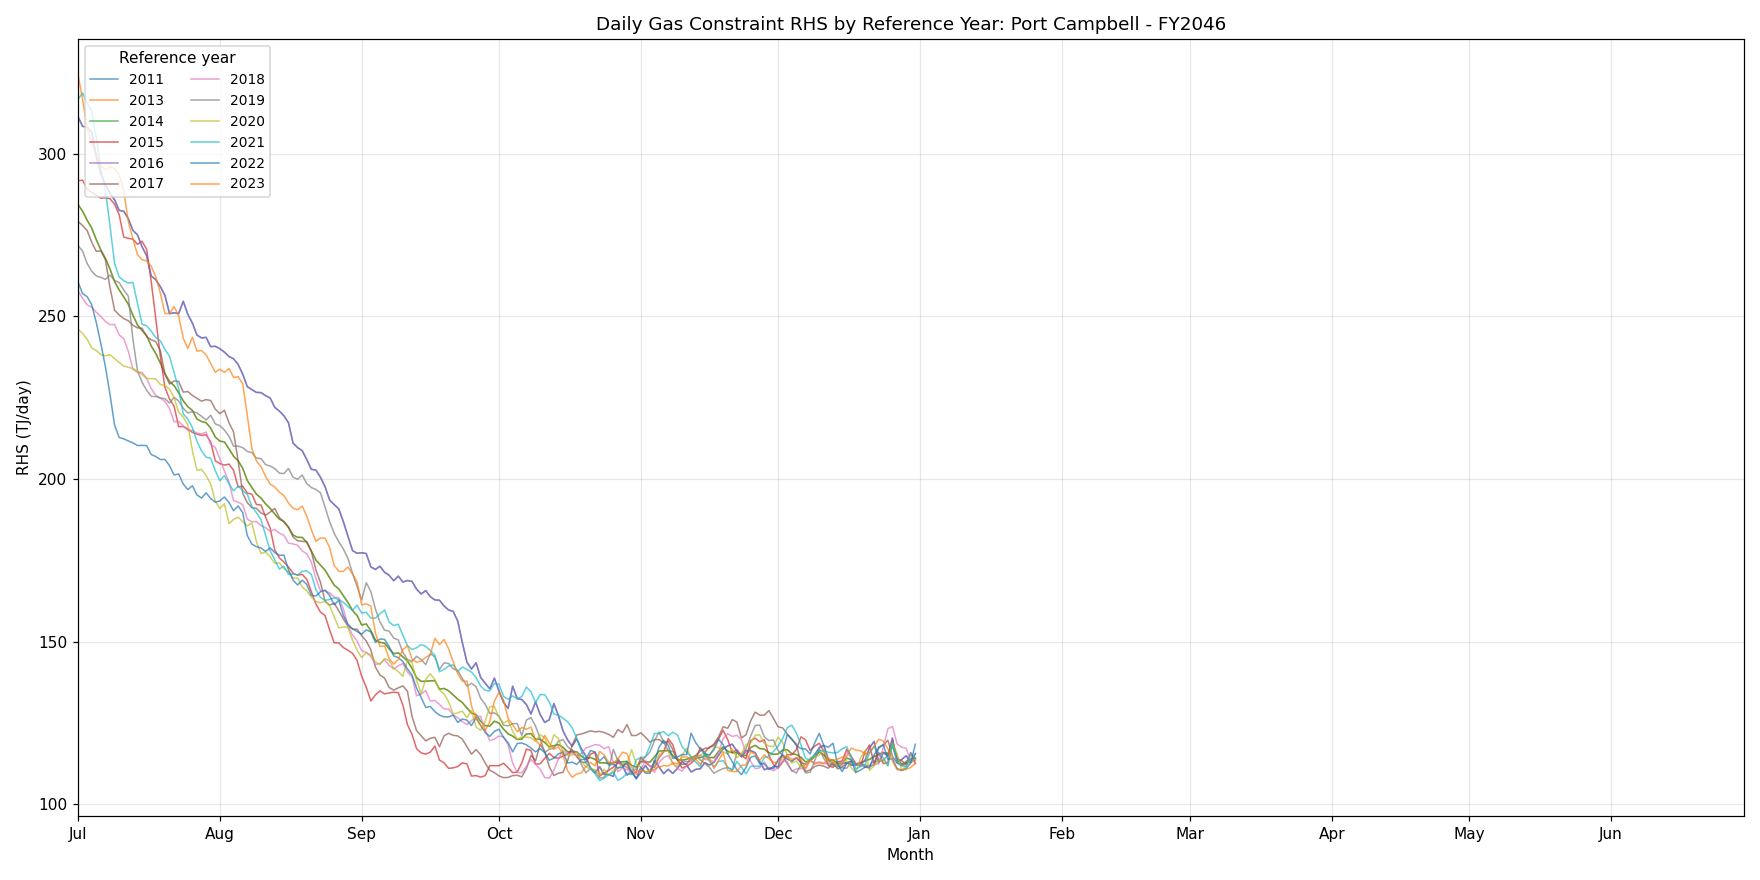 Daily Gas Constraint RHS by Reference Year: Port Campbell - FY2046
Reference year
2011 2018
2013 2019
2014 2020
2015 2021
2016 2022
2017 2023
RHS (TJ/day)
300
250
200
150
100
Jul Aug Sep Oct Nov Dec Jan Feb Mar Apr May Jun
Month